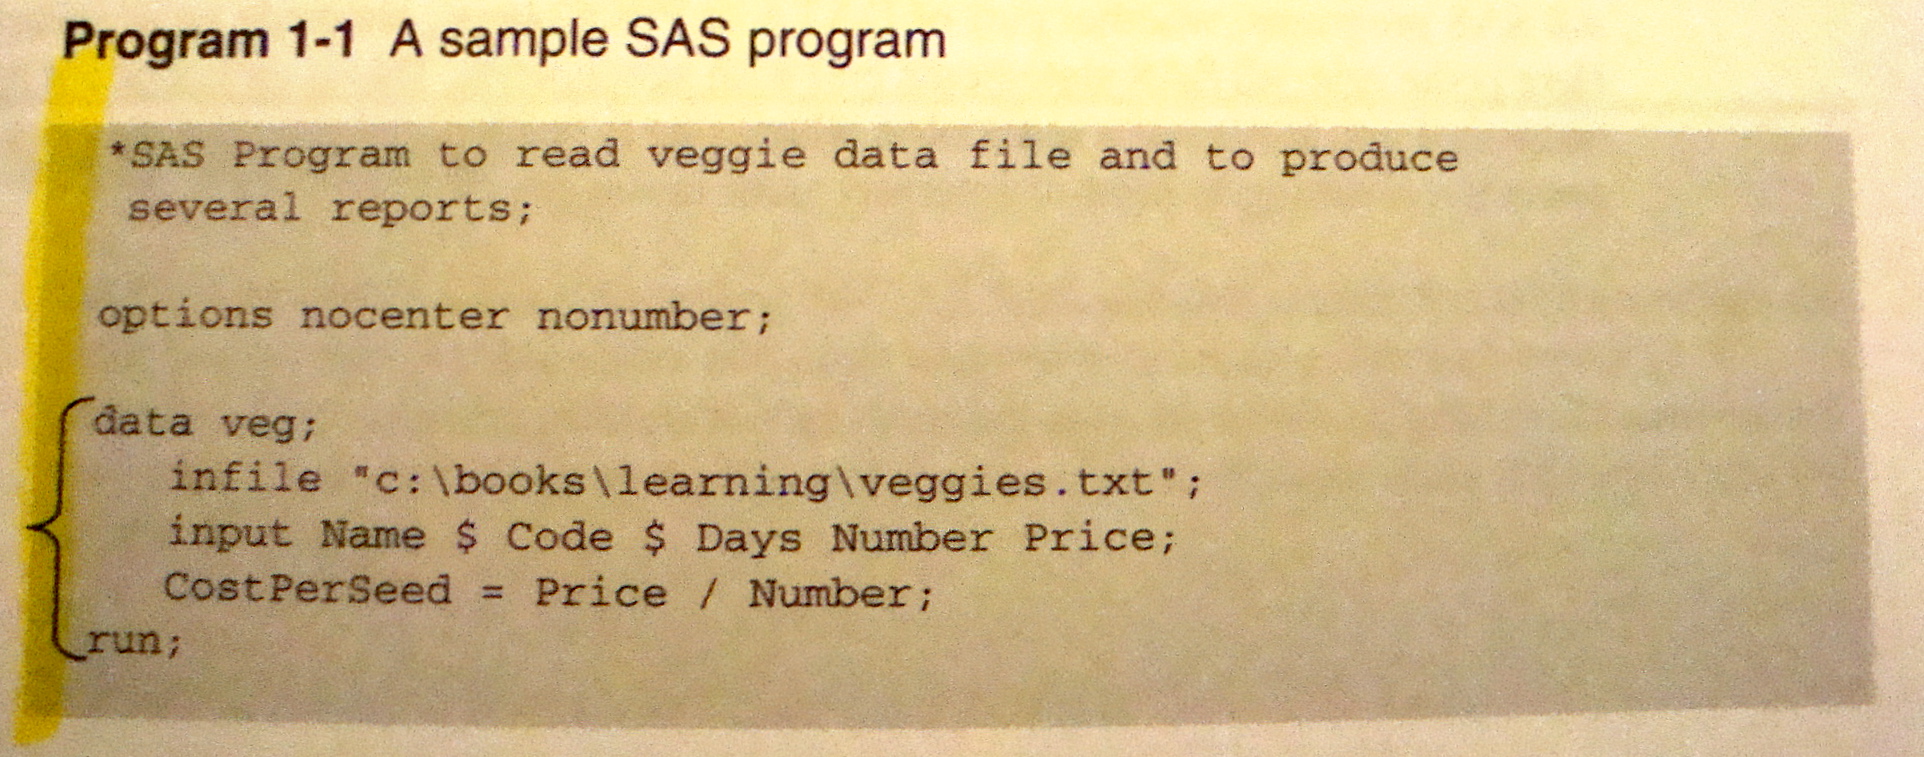 Program 1-1 A sample SAS program
*SAS Program to read veggie data file and to produce
several reports;
options nocenter nonumber;
data veg;
infile "c:\books\learning\veggies.txt";
input Name $ Code $ Days Number Price;
CostPerSeed = Price / Number;
run;